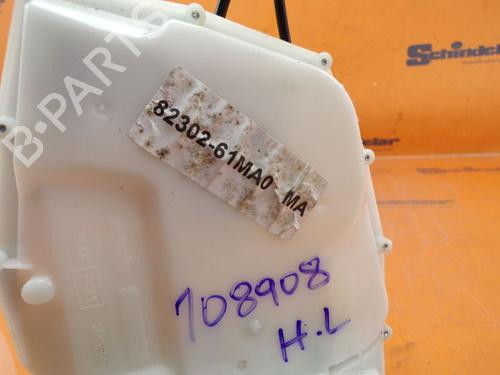 B-PARTS
Schindler
82302-61MA0 MA
108908
H.L